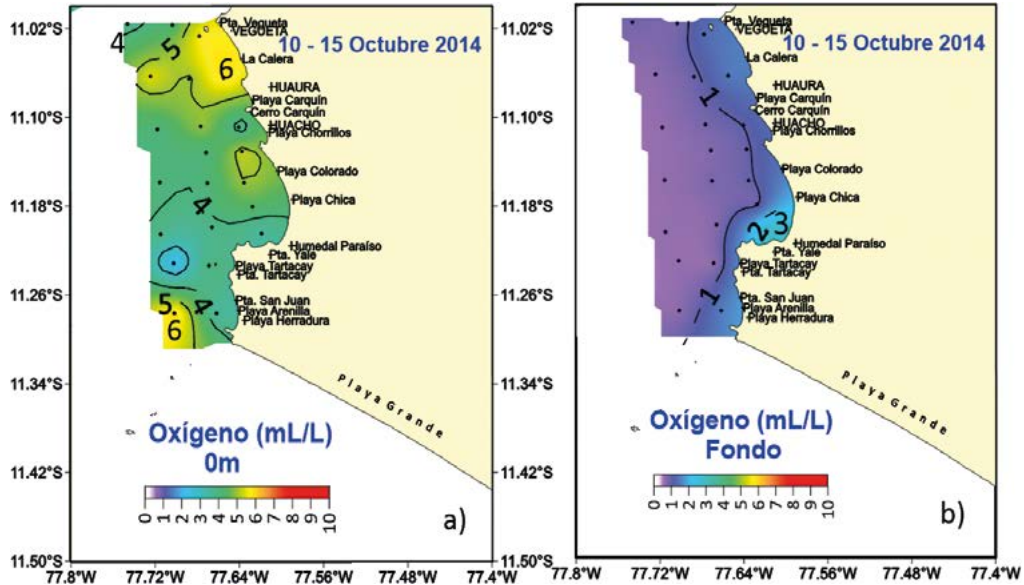 11.02°S
11.10°S
11.18°S
11.26°S
11.34°S
11.42°S
11.50°S
77.8°W 77.72°W 77.64°W 77.56°W 77.48°W 77.4°W
Pta. Vegueta
VEGUETA
10 - 15 Octubre 2014
La Calera
HUAURA
Playa Carquín
Cerro Carquín
HUACHO
Playa Chorrillos
Playa Colorado
Playa Chica
Humedal Paraíso
Pta. Yale
Playa Tartacay
Pta. Tartacay
Pta. San Juan
Playa Arenilla
Playa Herradura
Playa Grande
4
5
6
4
5
4
6
Oxígeno (mL/L)
0m
0 1 2 3 4 5 6 7 8 9 10
a)
11.02°S
11.10°S
11.18°S
11.26°S
11.34°S
11.42°S
11.50°S
77.8°W 77.72°W 77.64°W 77.56°W 77.48°W 77.4°W
Pta. Vegueta
VEGUETA
10 - 15 Octubre 2014
La Calera
HUAURA
Playa Carquín
Cerro Carquín
HUACHO
Playa Chorrillos
Playa Colorado
Playa Chica
Humedal Paraíso
Pta. Yale
Playa Tartacay
Pta. Tartacay
Pta. San Juan
Playa Arenilla
Playa Herradura
Playa Grande
1
2
3
1
Oxígeno (mL/L)
Fondo
0 1 2 3 4 5 6 7 8 9 10
b)